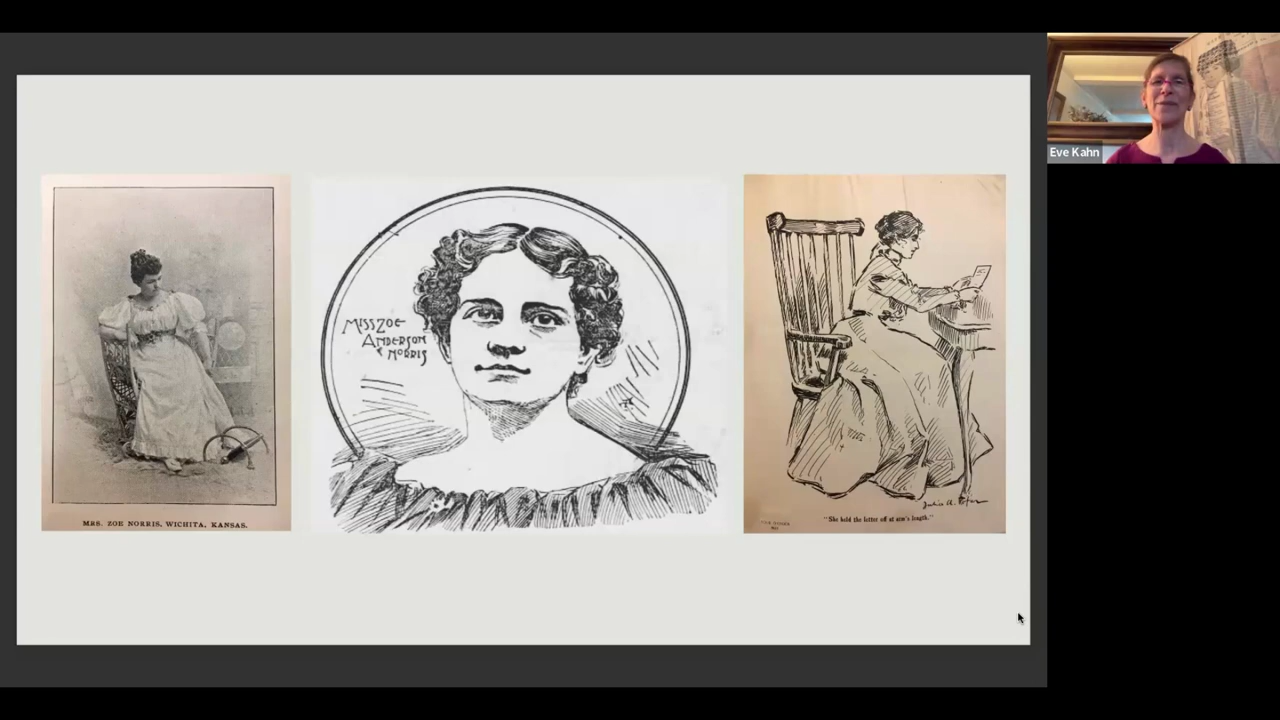 MRS. ZOE NORRIS, WICHITA, KANSAS.
MISS ZOE
ANDERSON
NORRIS
"She held the letter off at arm's length."
Eve Kahn